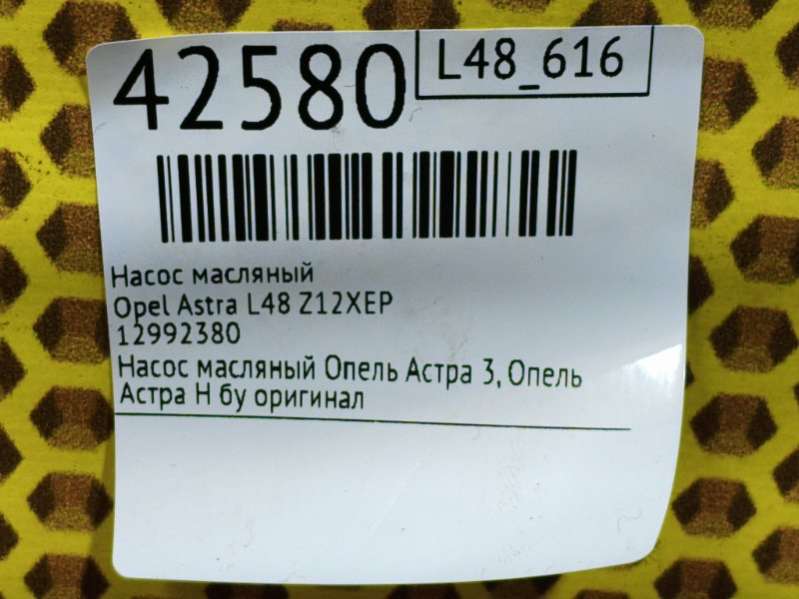 42580
L48_616
Насос масляный
Opel Astra L48 Z12XEP
12992380
Насос масляный Опель Астра 3, Опель
Астра Н бу оригинал